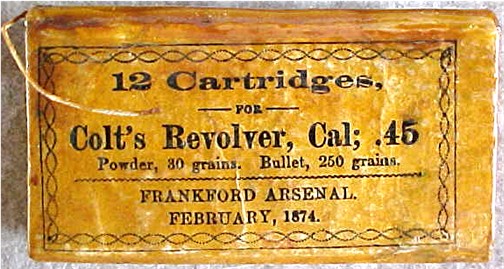 12 Cartridges,
FOR
Colt's Revolver, Cal; .45
Powder, 30 grains. Bullet, 250 grains.
FRANKFORD ARSENAL.
FEBRUARY, 1874.